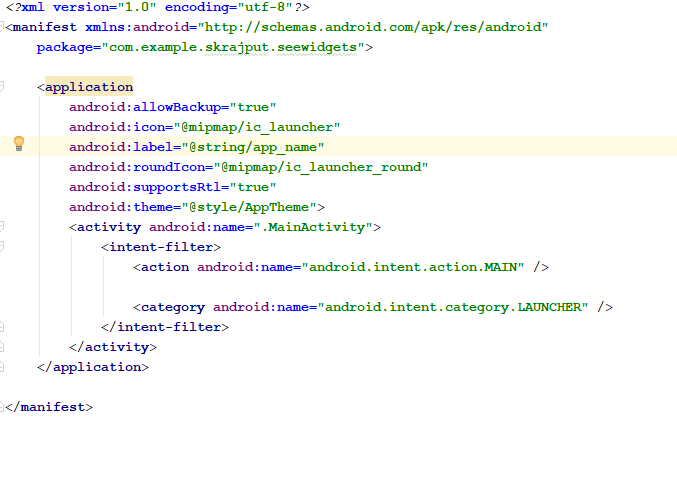 <?xml version="1.0" encoding="utf-8"?>
<manifest xmlns:android="http://schemas.android.com/apk/res/android"
    package="com.example.skrajput.seewidgets">

    <application
        android:allowBackup="true"
        android:icon="@mipmap/ic_launcher"
        android:label="@string/app_name"
        android:roundIcon="@mipmap/ic_launcher_round"
        android:supportsRtl="true"
        android:theme="@style/AppTheme">
        <activity android:name=".MainActivity">
            <intent-filter>
                <action android:name="android.intent.action.MAIN" />

                <category android:name="android.intent.category.LAUNCHER" />
            </intent-filter>
        </activity>
    </application>

</manifest>